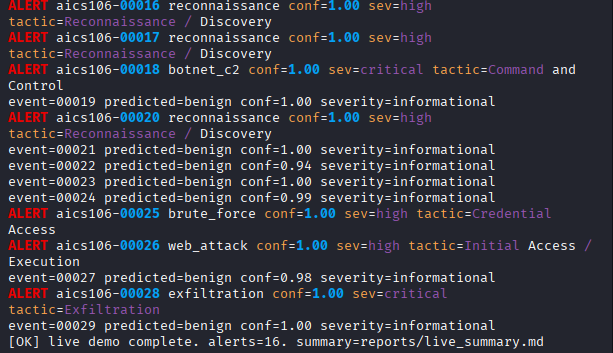 ALERT aics106-00016 reconnaissance conf=1.00 sev=high
tactic=Reconnaissance / Discovery
ALERT aics106-00017 reconnaissance conf=1.00 sev=high
tactic=Reconnaissance / Discovery
ALERT aics106-00018 botnet_c2 conf=1.00 sev=critical tactic=Command and
Control
event=00019 predicted=benign conf=1.00 severity=informational
ALERT aics106-00020 reconnaissance conf=1.00 sev=high
tactic=Reconnaissance / Discovery
event=00021 predicted=benign conf=1.00 severity=informational
event=00022 predicted=benign conf=0.94 severity=informational
event=00023 predicted=benign conf=1.00 severity=informational
event=00024 predicted=benign conf=0.99 severity=informational
ALERT aics106-00025 brute_force conf=1.00 sev=high tactic=Credential
Access
ALERT aics106-00026 web_attack conf=1.00 sev=high tactic=Initial Access /
Execution
event=00027 predicted=benign conf=0.98 severity=informational
ALERT aics106-00028 exfiltration conf=1.00 sev=critical
tactic=Exfiltration
event=00029 predicted=benign conf=1.00 severity=informational
[OK] live demo complete. alerts=16. summary=reports/live_summary.md